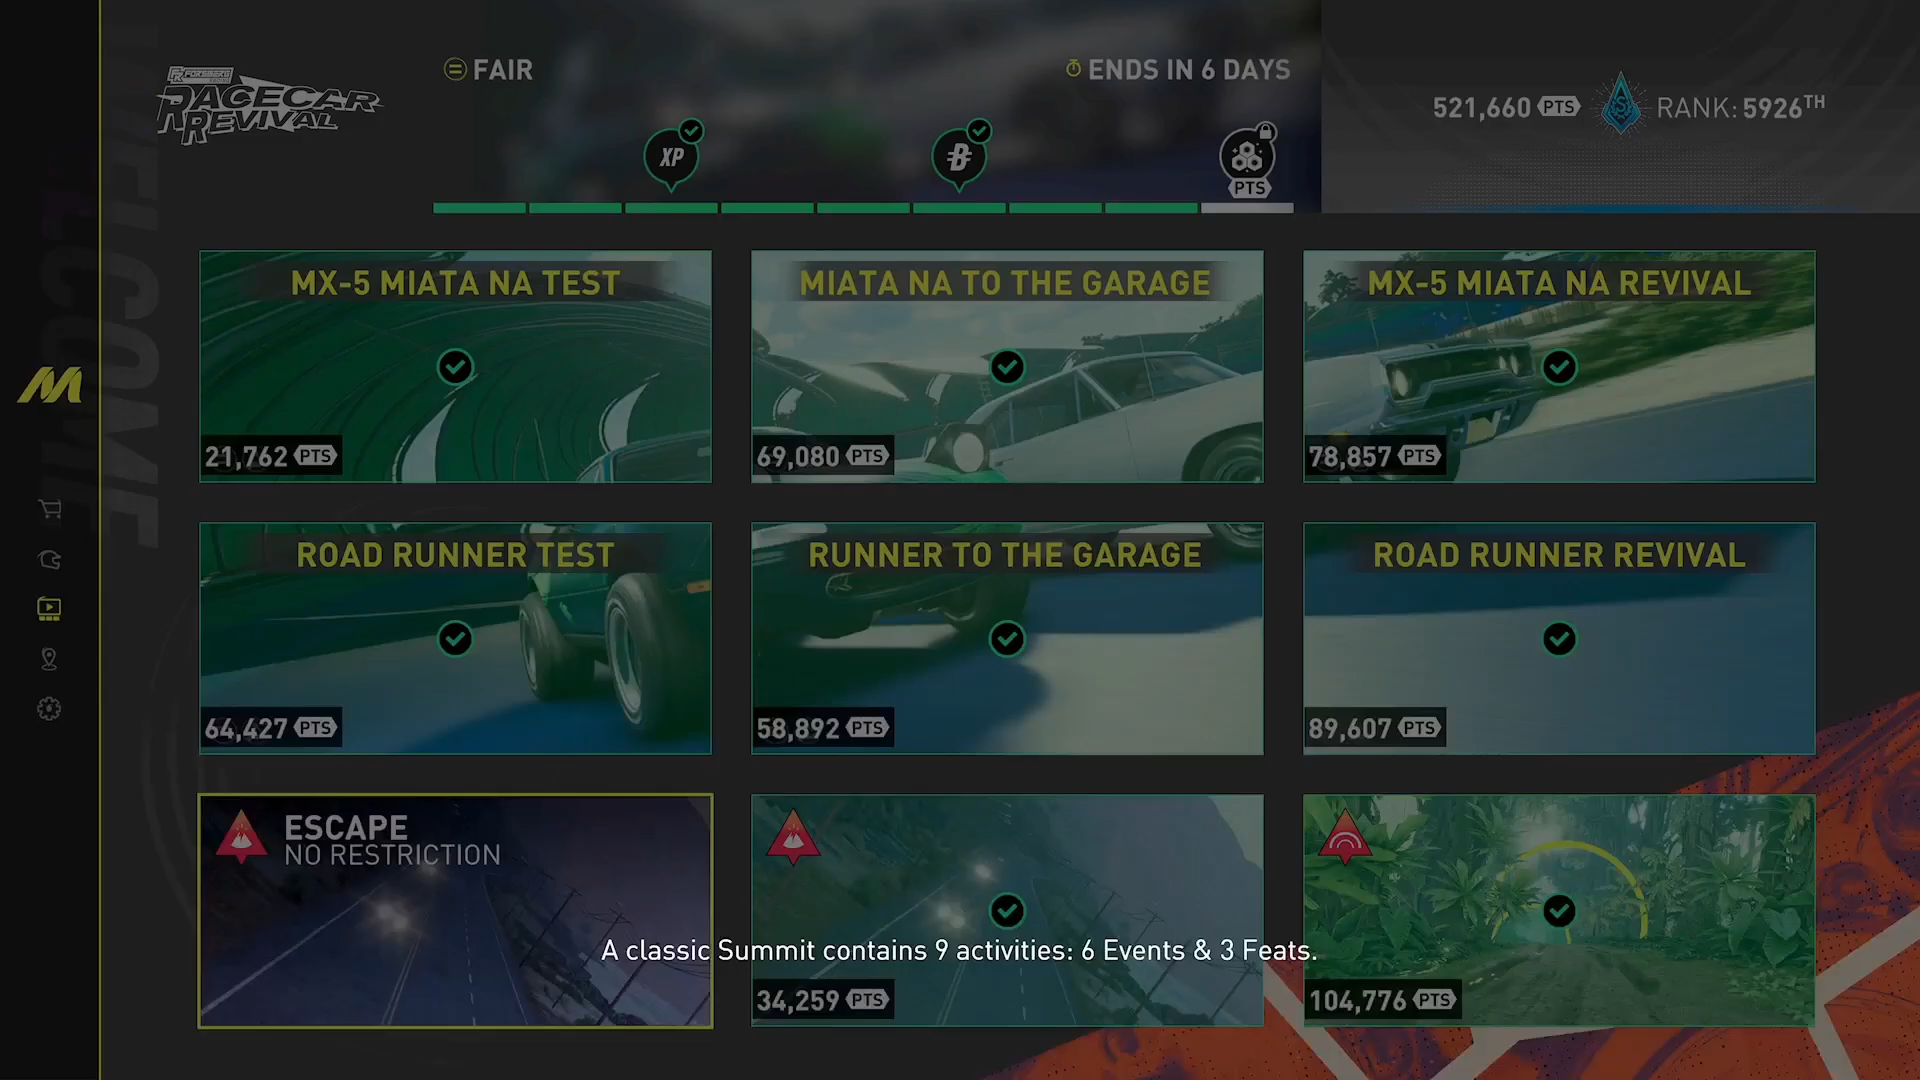 FORSBERG
RACECAR
REVIVAL
FAIR
ENDS IN 6 DAYS
521,660 PTS
RANK: 5926TH
XP
PTS
MX-5 MIATA NA TEST
21,762 PTS
MIATA NA TO THE GARAGE
69,080 PTS
MX-5 MIATA NA REVIVAL
78,857 PTS
WELCOME
ROAD RUNNER TEST
64,427 PTS
RUNNER TO THE GARAGE
58,892 PTS
ROAD RUNNER REVIVAL
89,607 PTS
ESCAPE
NO RESTRICTION
A classic Summit contains 9 activities: 6 Events & 3 Feats.
34,259 PTS
104,776 PTS